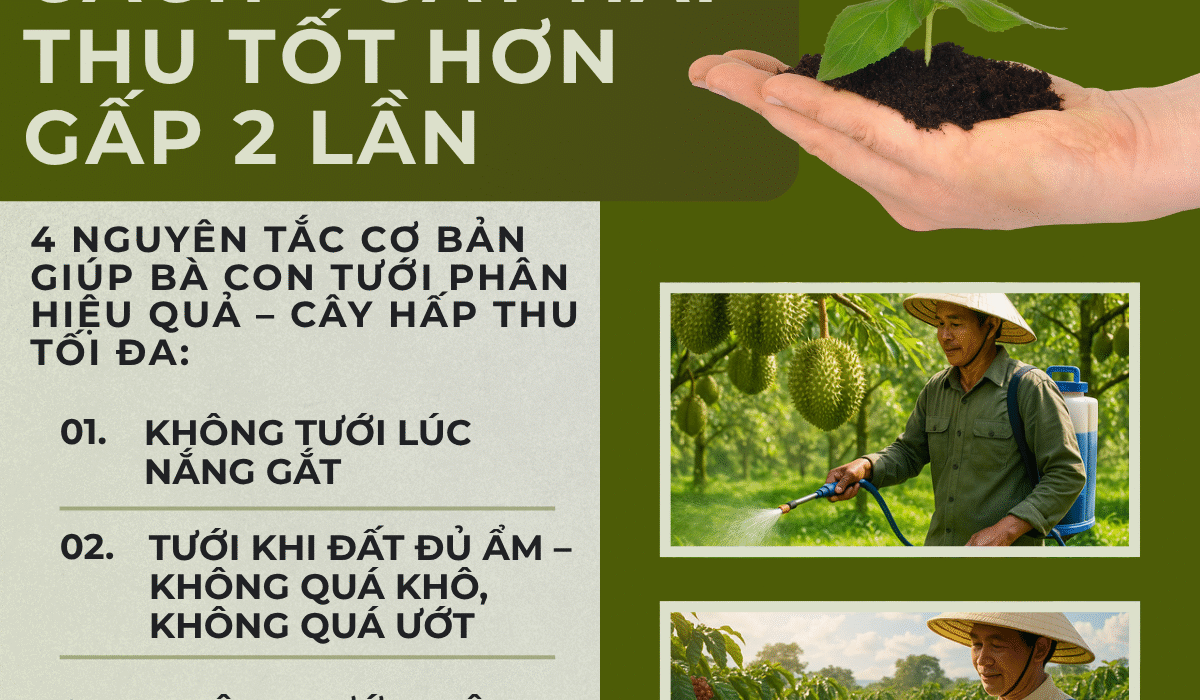 THU TỐT HƠN
GẤP 2 LẦN
4 NGUYÊN TẮC CƠ BẢN
GIÚP BÀ CON TƯỚI PHÂN
HIỆU QUẢ – CÂY HẤP THU
TỐI ĐA:
01. KHÔNG TƯỚI LÚC
NẮNG GẮT
02. TƯỚI KHI ĐẤT ĐỦ ẨM –
KHÔNG QUÁ KHÔ,
KHÔNG QUÁ ƯỚT